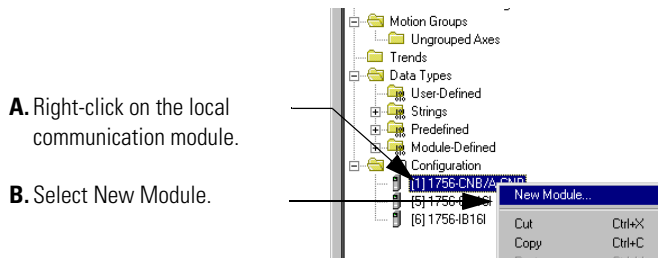 Motion Groups
Ungrouped Axes
Trends
Data Types
User-Defined
Strings
Predefined
Module-Defined
Configuration
[1] 1756-CNB/A CNB
[5] 1756-
[6] 1756-IB16I
New Module...
Cut Ctrl+X
Copy Ctrl+C
A. Right-click on the local
communication module.
B. Select New Module.